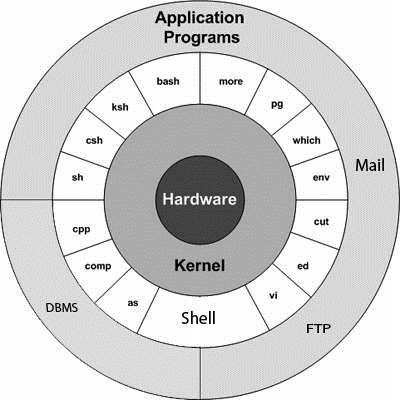 Application
Programs
bash
more
ksh
pg
csh
which
sh
env
Mail
Hardware
cpp
cut
comp
Kernel
ed
as
Shell
vi
DBMS
FTP